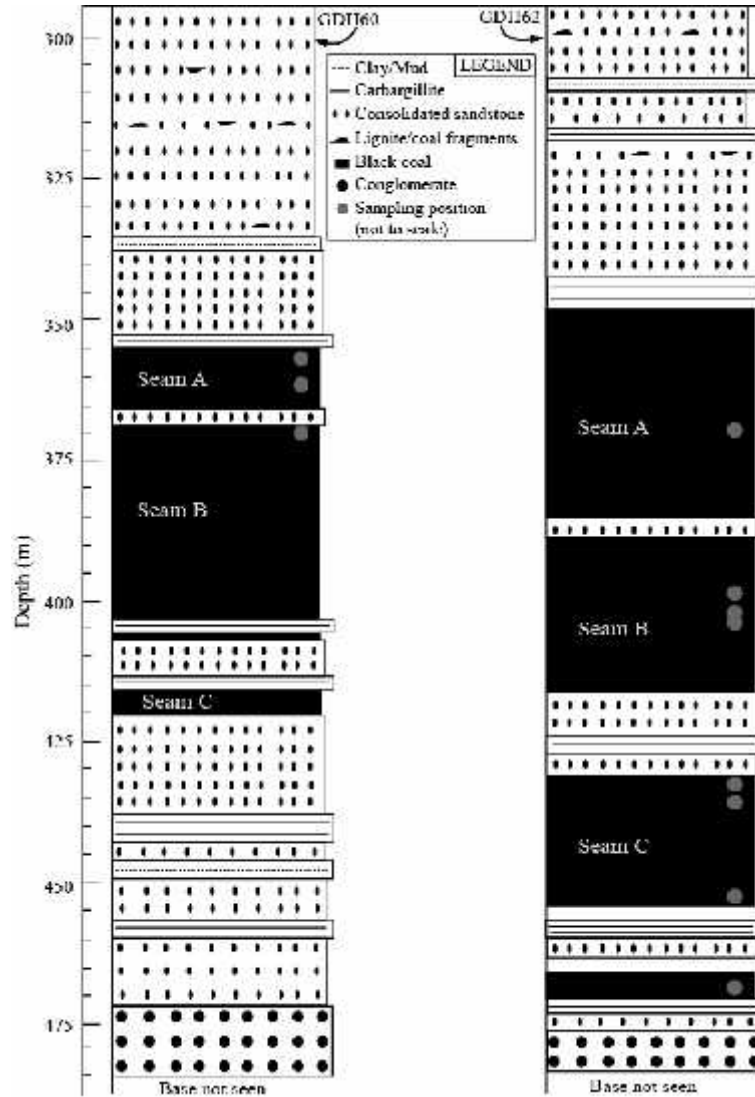 GDH60
GDH62
300
LEGEND
Clay/Mud
Carbargillite
Consolidated sandstone
Lignite/coal fragments
Black coal
Conglomerate
Sampling position
(not to scale)
325
350
Seam A
Seam A
375
Seam B
Depth (m)
400
Seam B
Seam C
425
Seam C
450
475
Base not seen
Base not seen